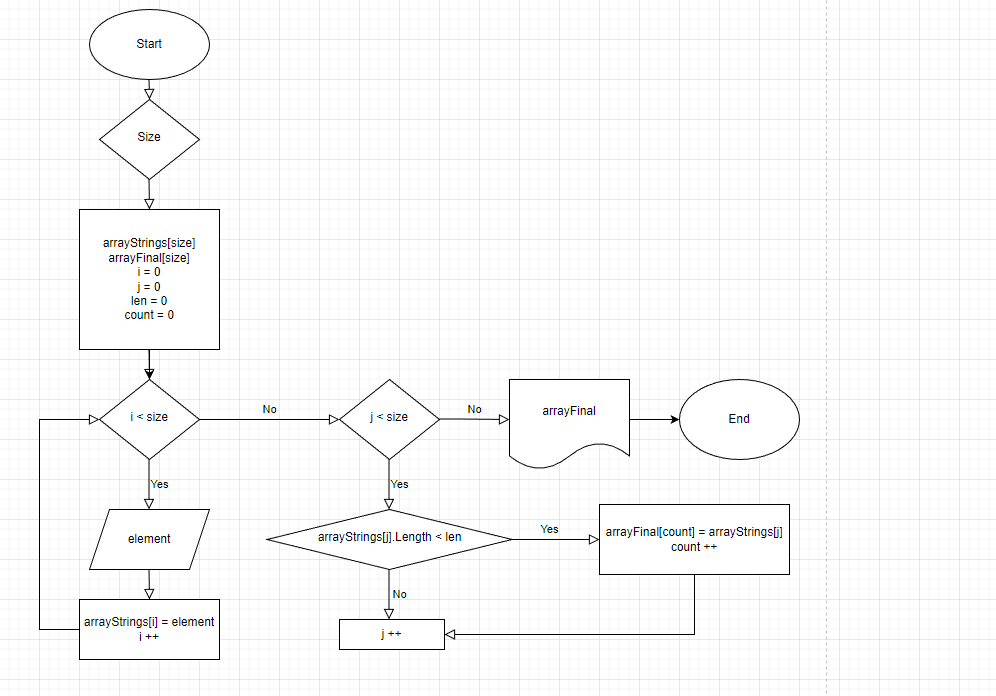 Start
Size
arrayStrings[size]
arrayFinal[size]
i = 0
j = 0
len = 0
count = 0
i < size
No
j < size
No
arrayFinal
End
Yes
Yes
element
arrayStrings[j].Length < len
Yes
arrayFinal[count] = arrayStrings[j]
count ++
No
arrayStrings[i] = element
i ++
j ++